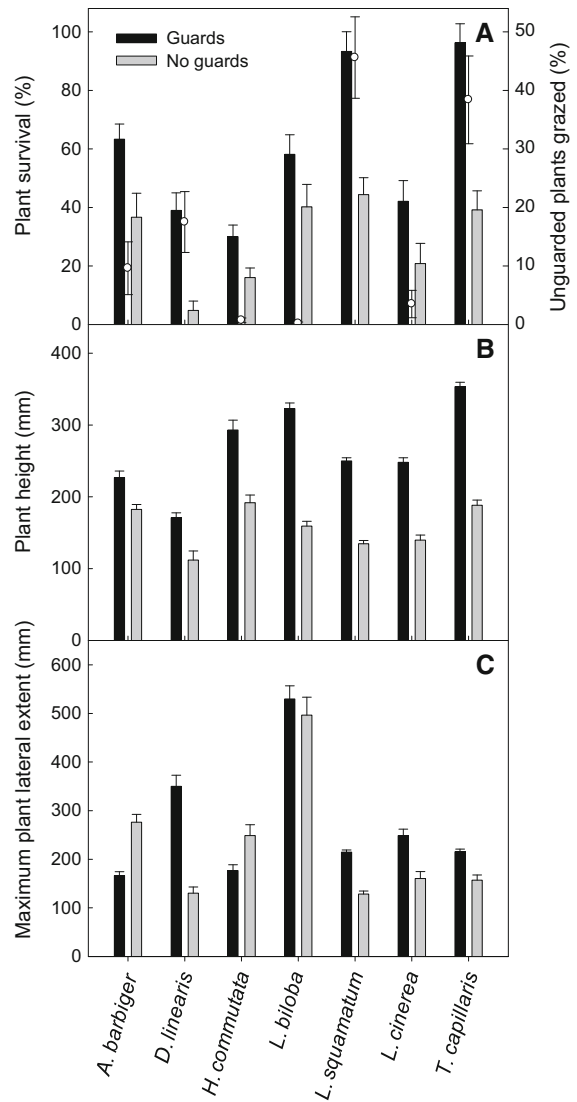 A
Guards
No guards
Plant survival (%)
100
80
60
40
20
0
Unguarded plants grazed (%)
50
40
30
20
10
0
B
Plant height (mm)
400
300
200
100
0
C
Maximum plant lateral extent (mm)
600
500
400
300
200
100
0
A. barbiger
D. linearis
H. commutata
L. biloba
L. squamatum
L. cinerea
T. capillaris